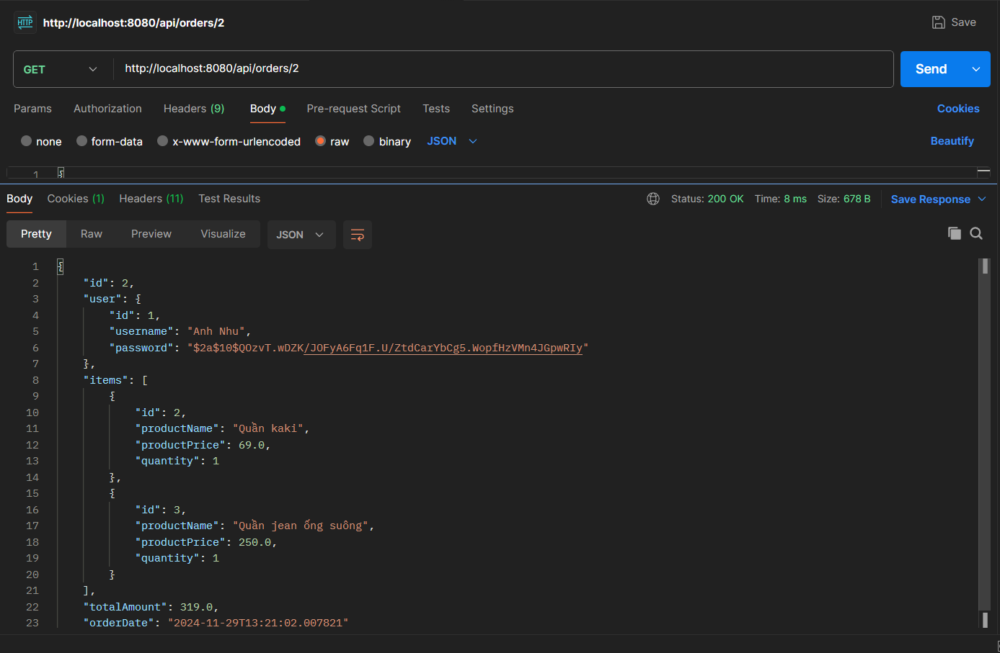 HTTP http://localhost:8080/api/orders/2 Save
GET http://localhost:8080/api/orders/2 Send
Params Authorization Headers (9) Body Pre-request Script Tests Settings Cookies
none form-data x-www-form-urlencoded raw binary JSON Beautify
1 {
Body Cookies (1) Headers (11) Test Results Status: 200 OK Time: 8 ms Size: 678 B Save Response
Pretty Raw Preview Visualize JSON
1 {
2 "id": 2,
3 "user": {
4 "id": 1,
5 "username": "Anh Nhu",
6 "password": "$2a$10$QOzvT.wDZK/JOFyA6Fq1F.U/ZtdCarYbCg5.WopfHzVMn4JGpwRIy"
7 },
8 "items": [
9 {
10 "id": 2,
11 "productName": "Quần kaki",
12 "productPrice": 69.0,
13 "quantity": 1
14 },
15 {
16 "id": 3,
17 "productName": "Quần jean ống suông",
18 "productPrice": 250.0,
19 "quantity": 1
20 }
21 ],
22 "totalAmount": 319.0,
23 "orderDate": "2024-11-29T13:21:02.007821"